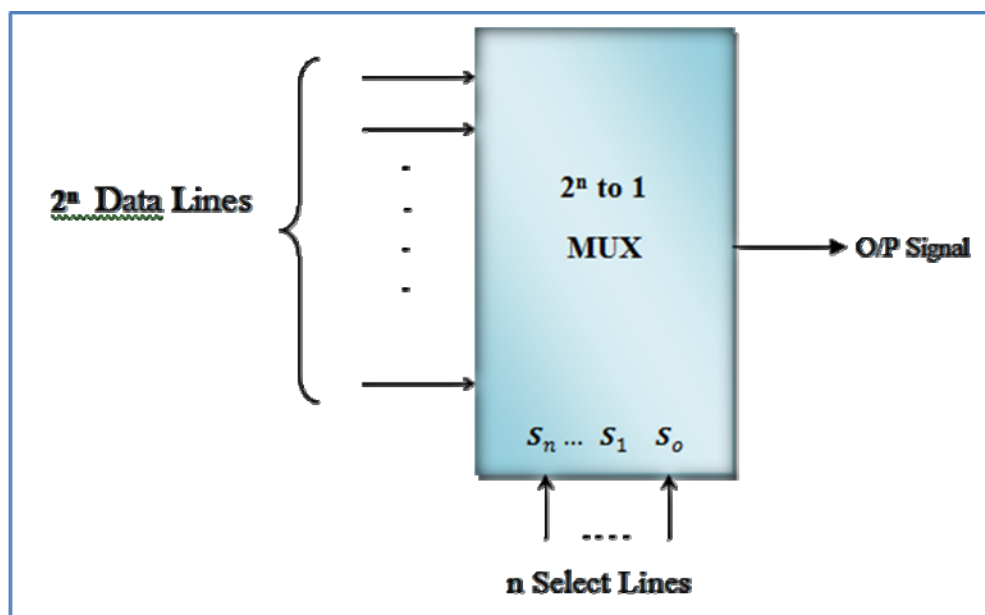 2ⁿ Data Lines
2ⁿ to 1
MUX
O/P Signal
Sₙ ... S₁ Sₒ
n Select Lines